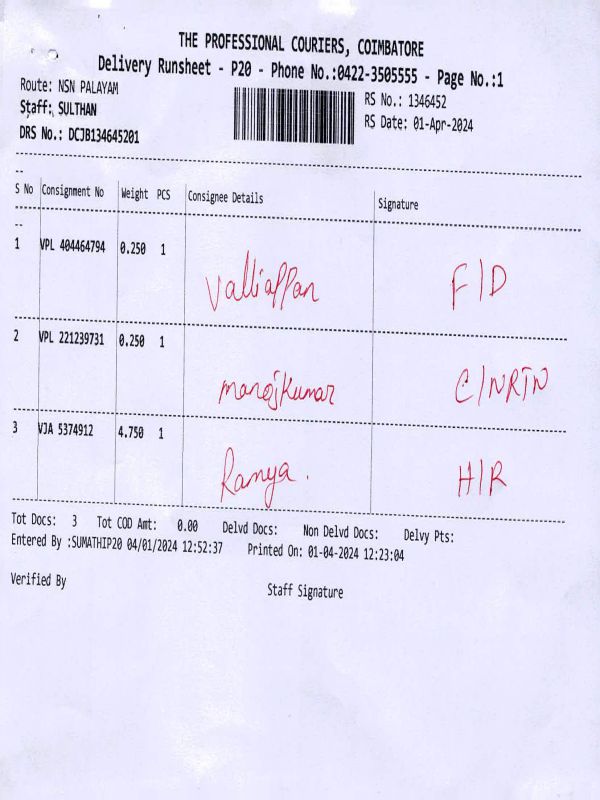 THE PROFESSIONAL COURIERS, COIMBATORE
Delivery Runsheet - P20 - Phone No.:0422-3505555 - Page No.:1
Route: NSN PALAYAM
RS No.: 1346452
Staff: SULTHAN
RS Date: 01-Apr-2024
DRS No.: DCJB134645201
S No Consignment No Weight PCS Consignee Details Signature
1 VPL 404464794 0.250 1 Valliappan F/D
2 VPL 221239731 0.250 1 manojkumar C/NRTN
3 VJA 5374912 4.750 1 Ramya. H/R
Tot Docs: 3 Tot COD Amt: 0.00 Delvd Docs: Non Delvd Docs: Delvy Pts:
Entered By :SUMATHIP20 04/01/2024 12:52:37 Printed On: 01-04-2024 12:23:04
Verified By Staff Signature